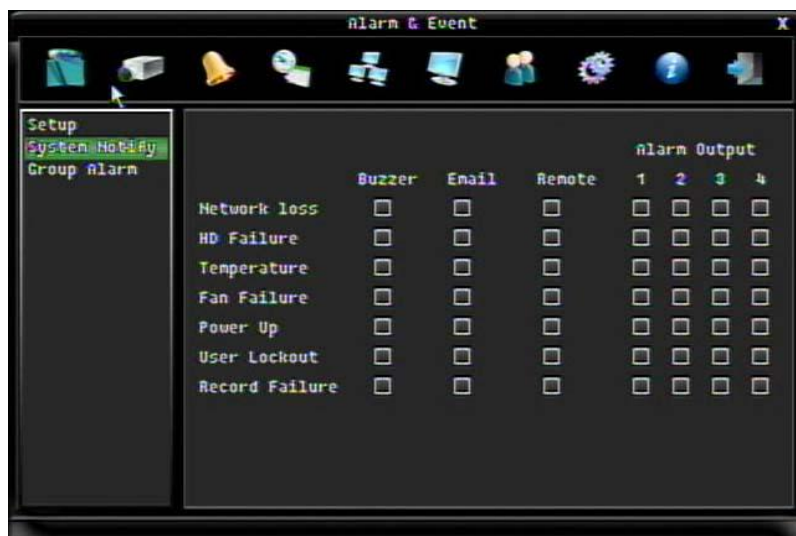 Alarm & Event X
Setup
System Notify
Group Alarm
Alarm Output
Buzzer Email Remote 1 2 3 4
Network loss
HD Failure
Temperature
Fan Failure
Power Up
User Lockout
Record Failure